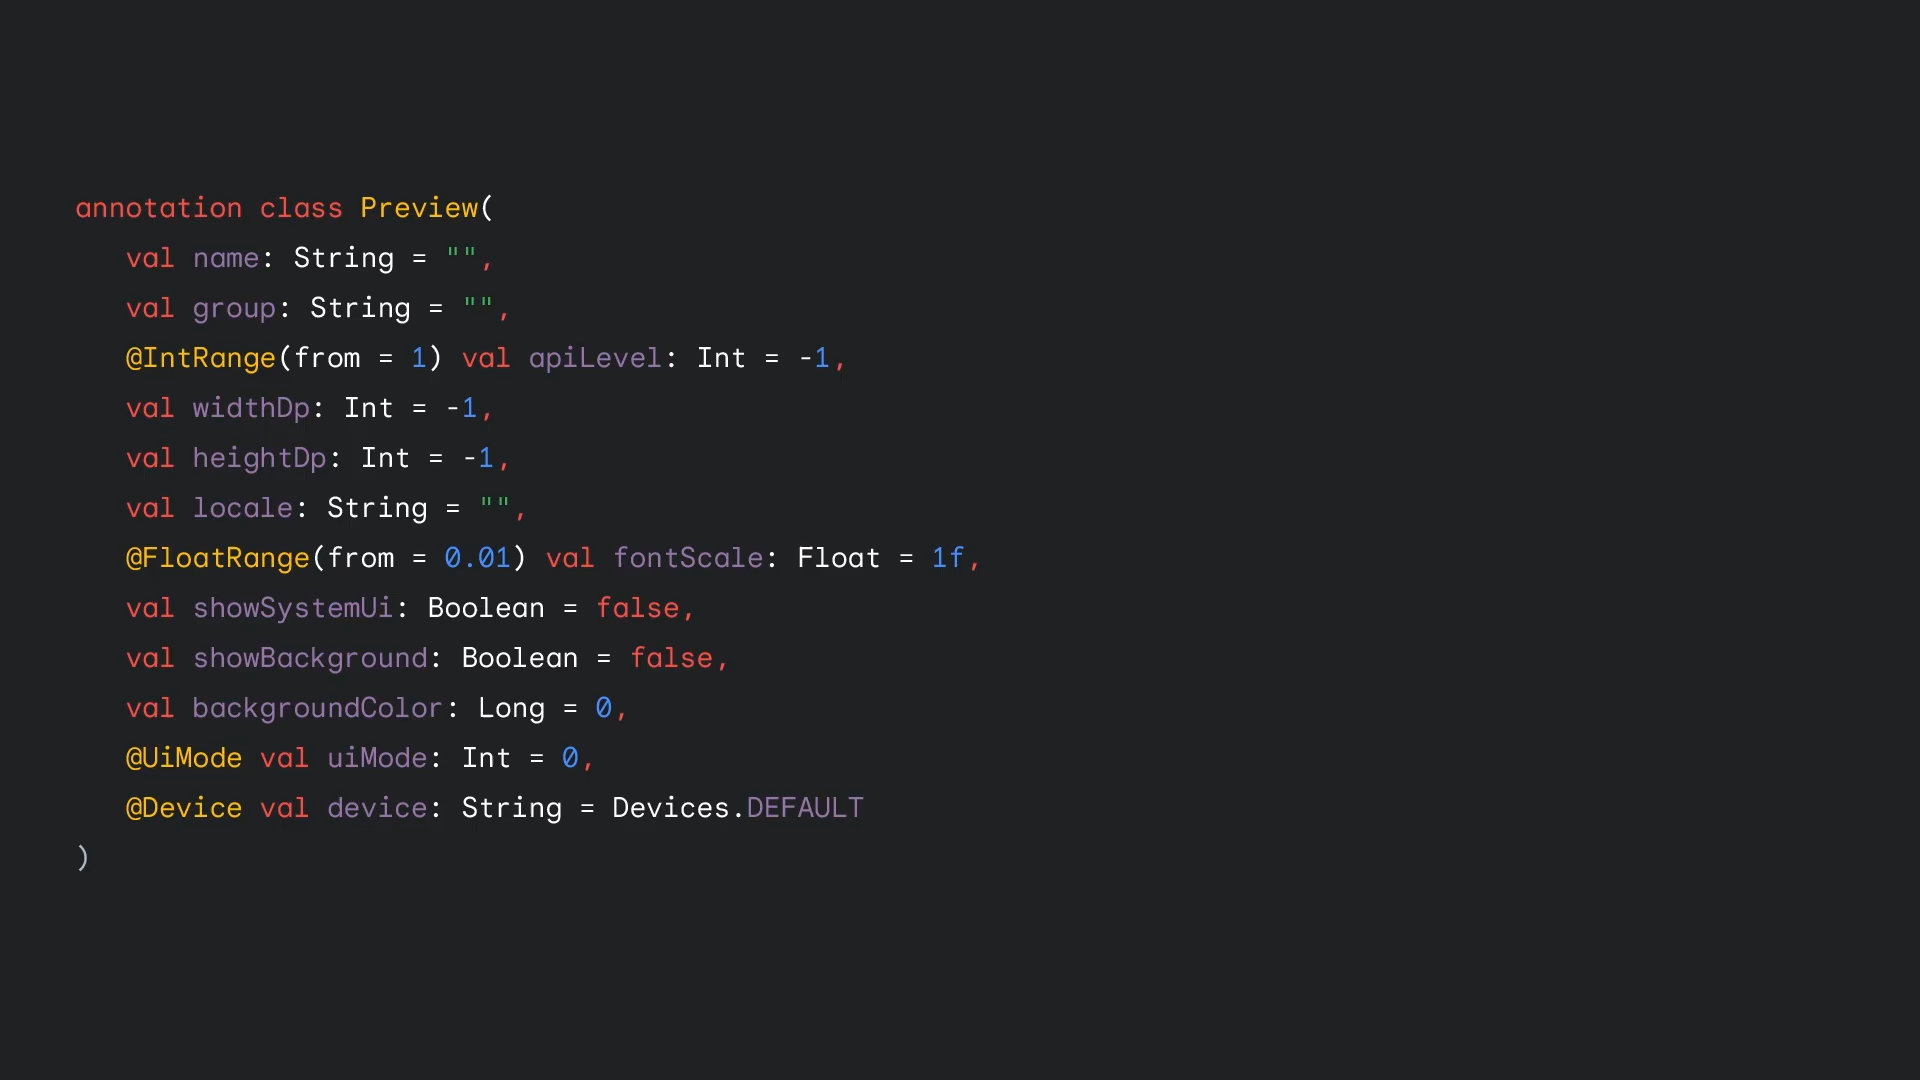 annotation class Preview(
val name: String = "",
val group: String = "",
@IntRange(from = 1) val apiLevel: Int = -1,
val widthDp: Int = -1,
val heightDp: Int = -1,
val locale: String = "",
@FloatRange(from = 0.01) val fontScale: Float = 1f,
val showSystemUi: Boolean = false,
val showBackground: Boolean = false,
val backgroundColor: Long = 0,
@UiMode val uiMode: Int = 0,
@Device val device: String = Devices.DEFAULT
)